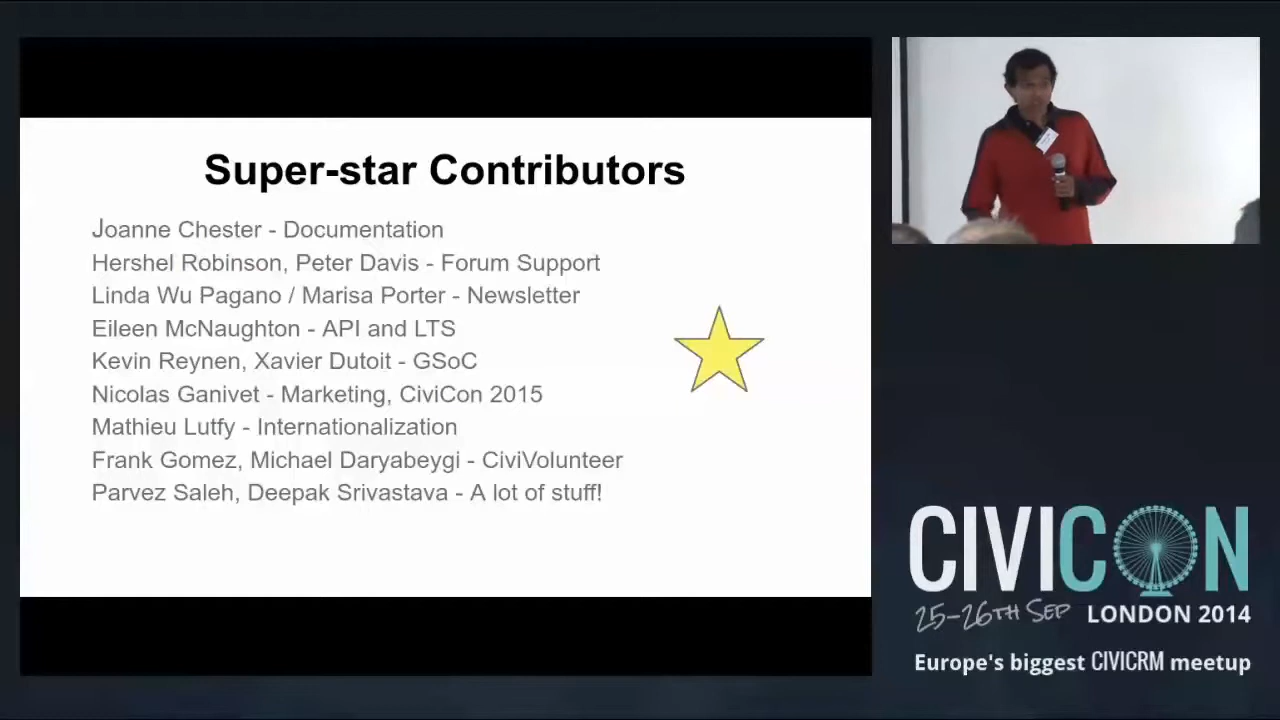 Super-star Contributors
Joanne Chester - Documentation
Hershel Robinson, Peter Davis - Forum Support
Linda Wu Pagano / Marisa Porter - Newsletter
Eileen McNaughton - API and LTS
Kevin Reynen, Xavier Dutoit - GSoC
Nicolas Ganivet - Marketing, CiviCon 2015
Mathieu Lutfy - Internationalization
Frank Gomez, Michael Daryabeygi - CiviVolunteer
Parvez Saleh, Deepak Srivastava - A lot of stuff!
CIVICON
25-26TH SEP LONDON 2014
Europe's biggest CIVICRM meetup